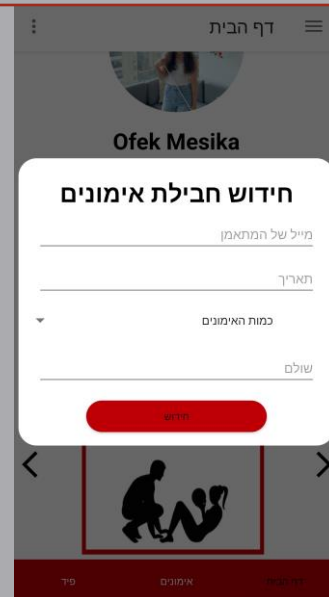 דף הבית
Ofek Mesika
חידוש חבילת אימונים
מייל של המתאמן
תאריך
כמות האימונים
שולם
חידוש
דף הבית
אימונים
פיד